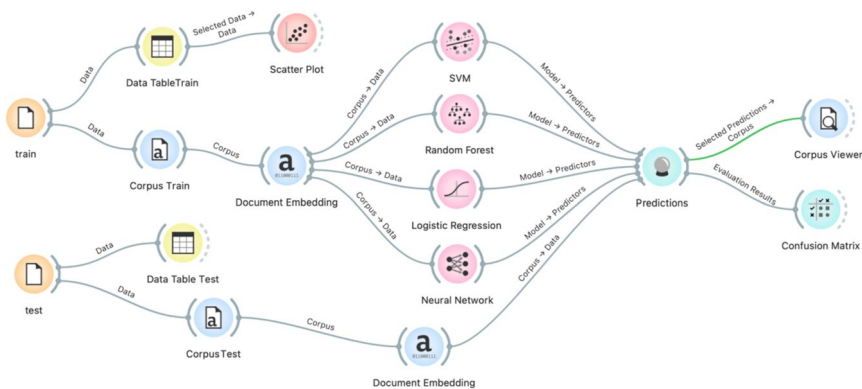 Data
Selected Data → Data
Data TableTrain
Scatter Plot
train
Data
Corpus Train
Corpus
a
Document Embedding
Corpus → Data
Corpus → Data
Corpus → Data
Corpus → Data
SVM
Random Forest
Logistic Regression
Neural Network
Model → Predictors
Model → Predictors
Model → Predictors
Model → Predictors
Corpus → Data
Predictions
Selected Predictions →
Corpus
Evaluation Results
Corpus Viewer
Confusion Matrix
test
Data
Data Table Test
Data
a
CorpusTest
Corpus
a
Document Embedding